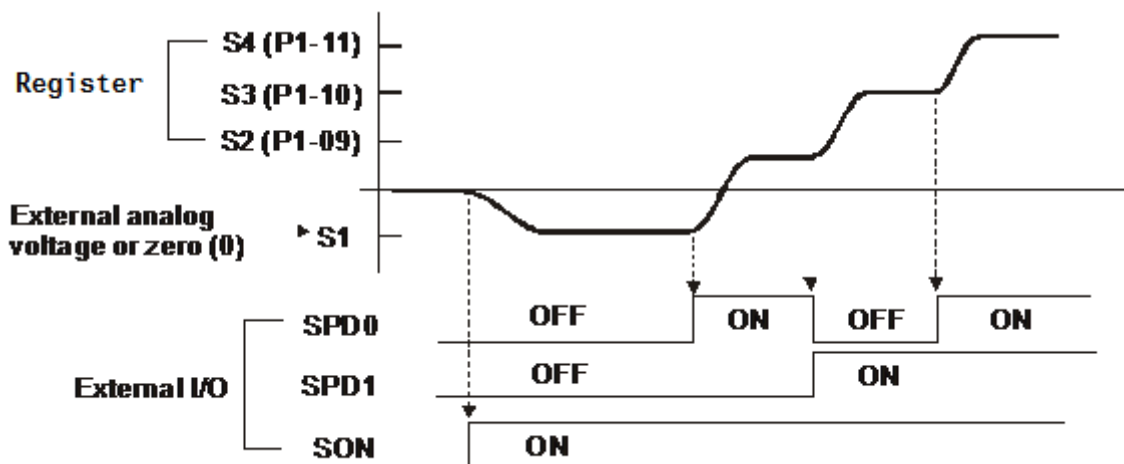 S4 (P1-11)
Register
S3 (P1-10)
S2 (P1-09)
External analog
voltage or zero (0)
S1
SPD0
OFF
ON
OFF
ON
External I/O
SPD1
OFF
ON
SON
ON